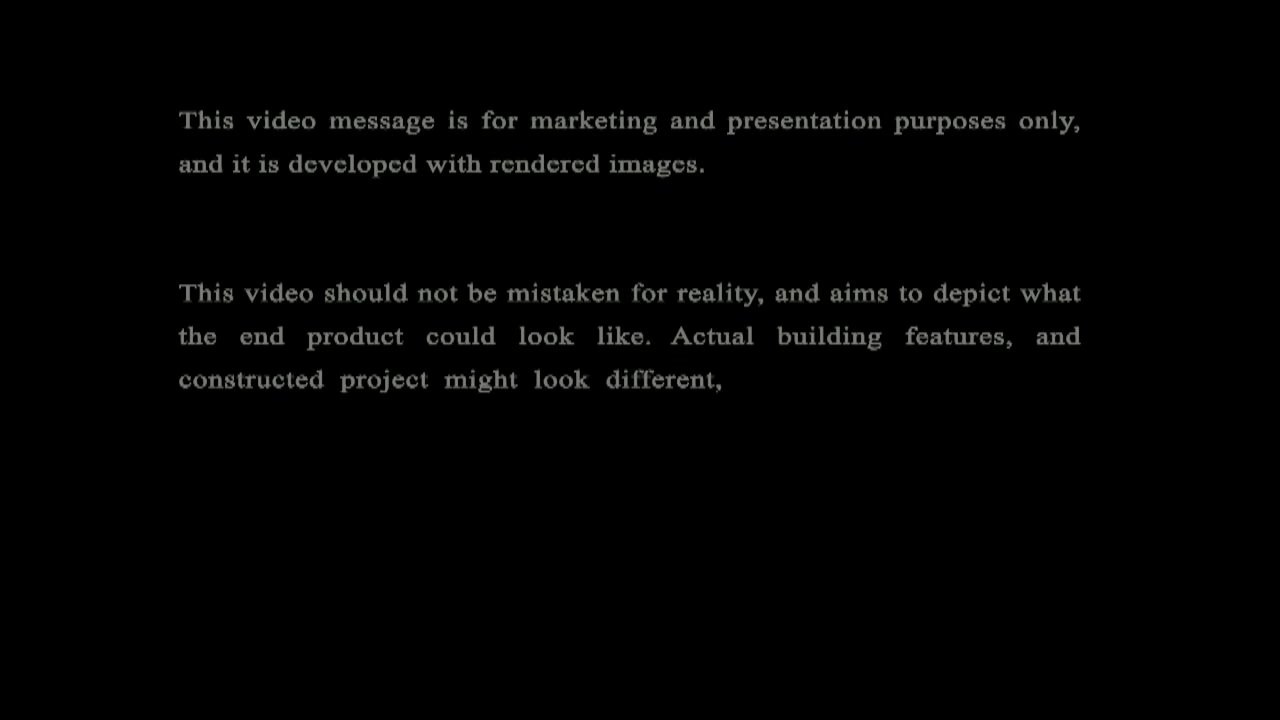 This video message is for marketing and presentation purposes only,
and it is developed with rendered images.
This video should not be mistaken for reality, and aims to depict what
the end product could look like. Actual building features, and
constructed project might look different,